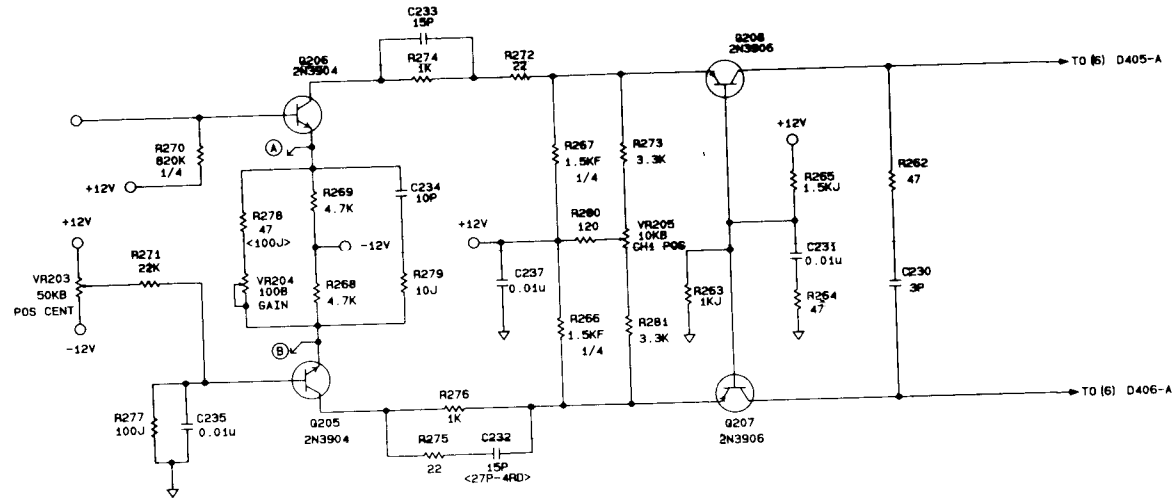 C233
15P
R274
1K
R272
22
Q206
2N3904
Q208
2N3906
TO (6) D405-A
R270
820K
1/4
+12V
A
R269
4.7K
C234
10P
R278
47
<100J>
-12V
VR204
100B
GAIN
R268
4.7K
R279
10J
B
+12V
VR203
50KB
POS CENT
-12V
R271
22K
R277
100J
C235
0.01u
Q205
2N3904
R276
1K
R275
22
C232
15P
<27P-4RD>
R267
1.5KF
1/4
R273
3.3K
+12V
R280
120
VR205
10KB
CH1 POS
C237
0.01u
R266
1.5KF
1/4
R281
3.3K
+12V
R265
1.5KJ
C231
0.01u
R263
1KJ
R264
47
R262
47
C230
3P
Q207
2N3906
TO (6) D406-A